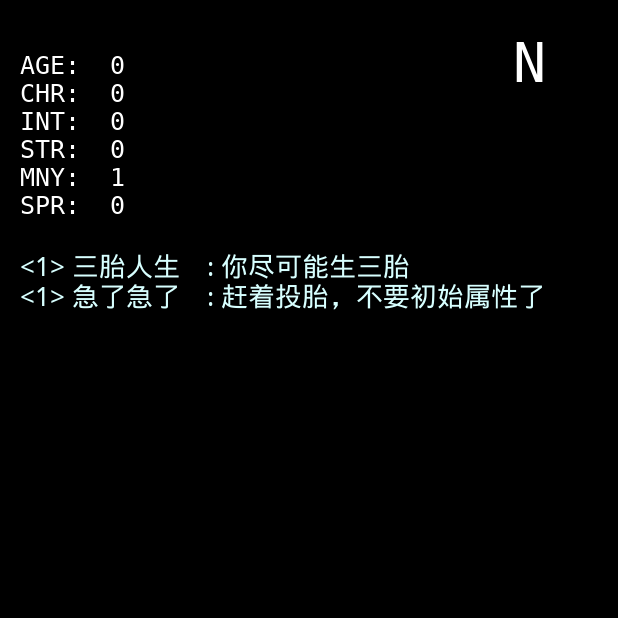 N
AGE: 0
CHR: 0
INT: 0
STR: 0
MNY: 1
SPR: 0
<1> 三胎人生 : 你尽可能生三胎
<1> 急了急了 : 赶着投胎，不要初始属性了